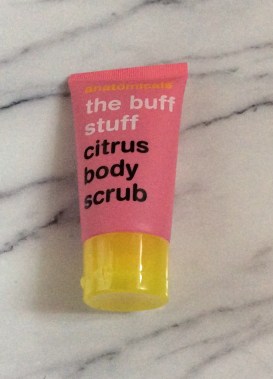 anatomicals
the buff
stuff
citrus
body
scrub